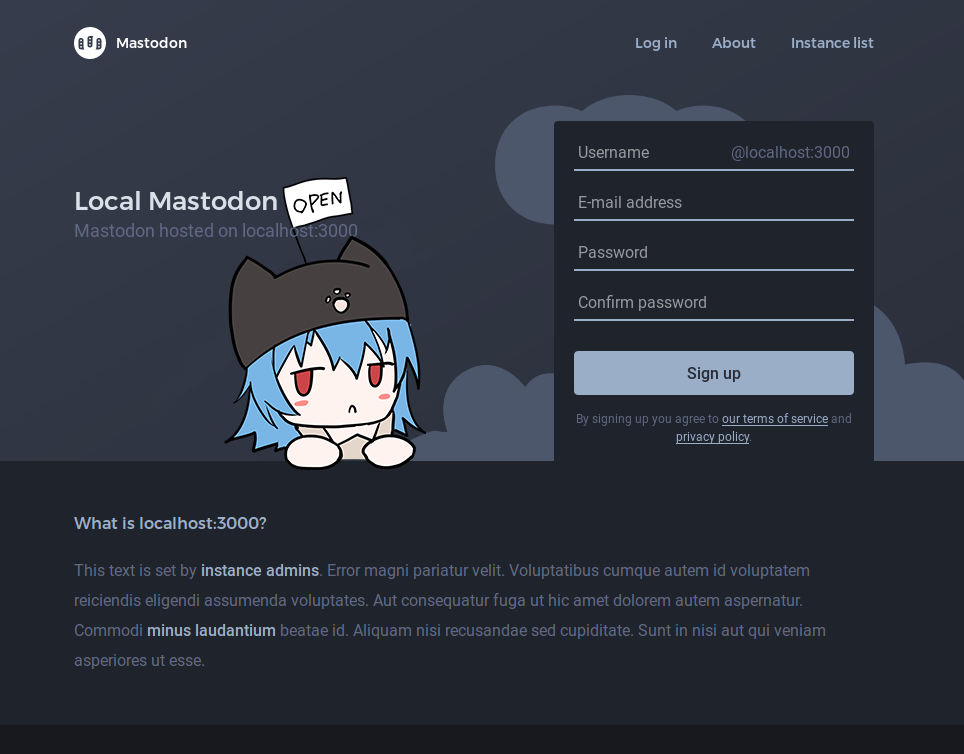 Mastodon
Log in
About
Instance list
Local Mastodon
OPEN
Mastodon hosted on localhost:3000
Username
@localhost:3000
E-mail address
Password
Confirm password
Sign up
By signing up you agree to our terms of service and
privacy policy.
What is localhost:3000?
This text is set by instance admins. Error magni pariatur velit. Voluptatibus cumque autem id voluptatem
reiciendis eligendi assumenda voluptates. Aut consequatur fuga ut hic amet dolorem autem aspernatur.
Commodi minus laudantium beatae id. Aliquam nisi recusandae sed cupiditate. Sunt in nisi aut qui veniam
asperiores ut esse.